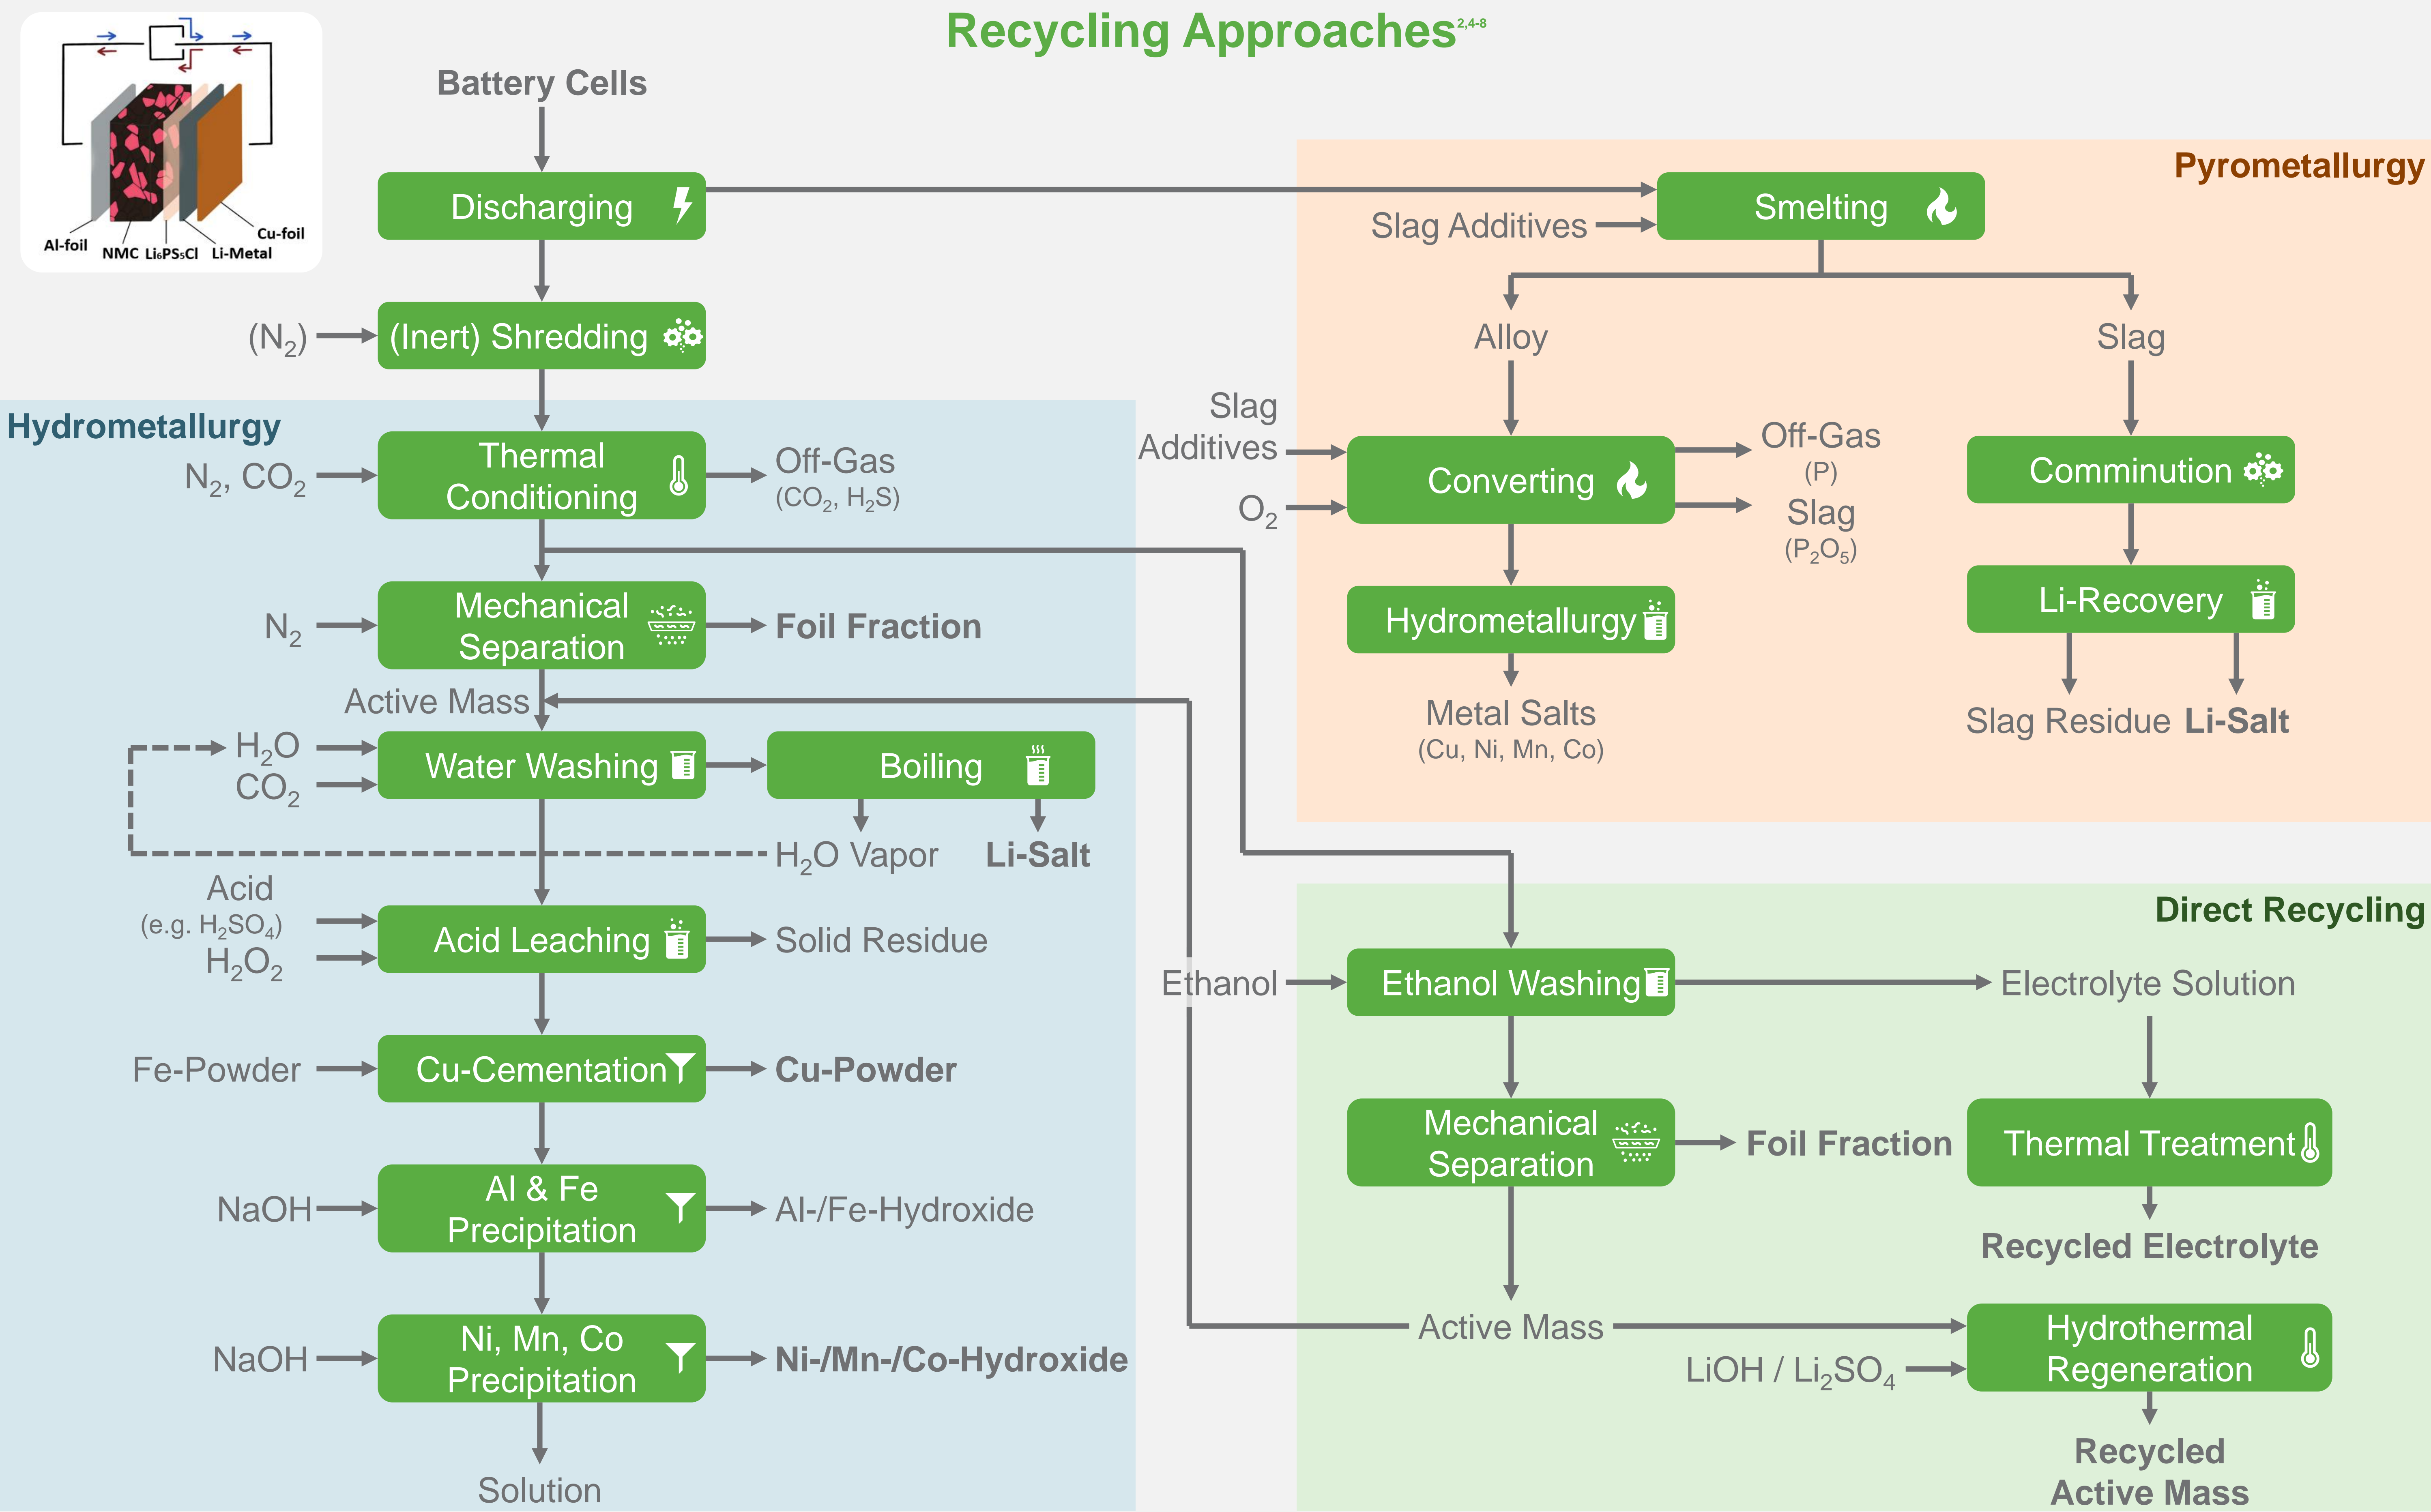 Recycling Approaches2,4-8
Al-foil
NMC
Li₆PS₅Cl
Li-Metal
Cu-foil
Battery Cells
Discharging
(N₂)
(Inert) Shredding
Hydrometallurgy
N₂, CO₂
Thermal
Conditioning
Off-Gas
(CO₂, H₂S)
N₂
Mechanical
Separation
Foil Fraction
Active Mass
H₂O
CO₂
Water Washing
Boiling
H₂O Vapor
Li-Salt
Acid
(e.g. H₂SO₄)
H₂O₂
Acid Leaching
Solid Residue
Fe-Powder
Cu-Cementation
Cu-Powder
NaOH
Al & Fe
Precipitation
Al-/Fe-Hydroxide
NaOH
Ni, Mn, Co
Precipitation
Ni-/Mn-/Co-Hydroxide
Solution
Pyrometallurgy
Smelting
Slag Additives
Alloy
Slag
Slag
Additives
O₂
Converting
Off-Gas
(P)
Slag
(P₂O₅)
Comminution
Hydrometallurgy
Li-Recovery
Metal Salts
(Cu, Ni, Mn, Co)
Slag Residue
Li-Salt
Direct Recycling
Ethanol
Ethanol Washing
Electrolyte Solution
Mechanical
Separation
Foil Fraction
Thermal Treatment
Recycled Electrolyte
Active Mass
LiOH / Li₂SO₄
Hydrothermal
Regeneration
Recycled
Active Mass